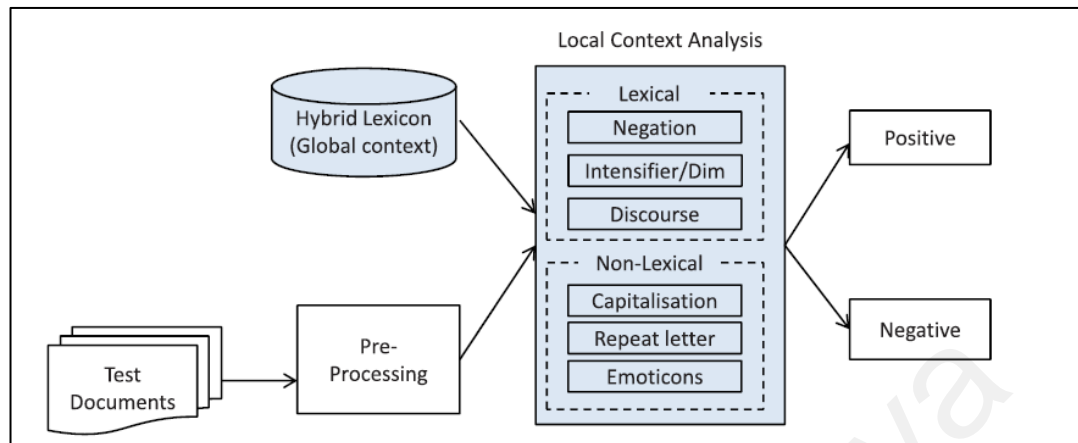 Local Context Analysis
Hybrid Lexicon
(Global context)
Lexical
Negation
Intensifier/Dim
Discourse
Non-Lexical
Capitalisation
Repeat letter
Emoticons
Test
Documents
Pre-
Processing
Positive
Negative